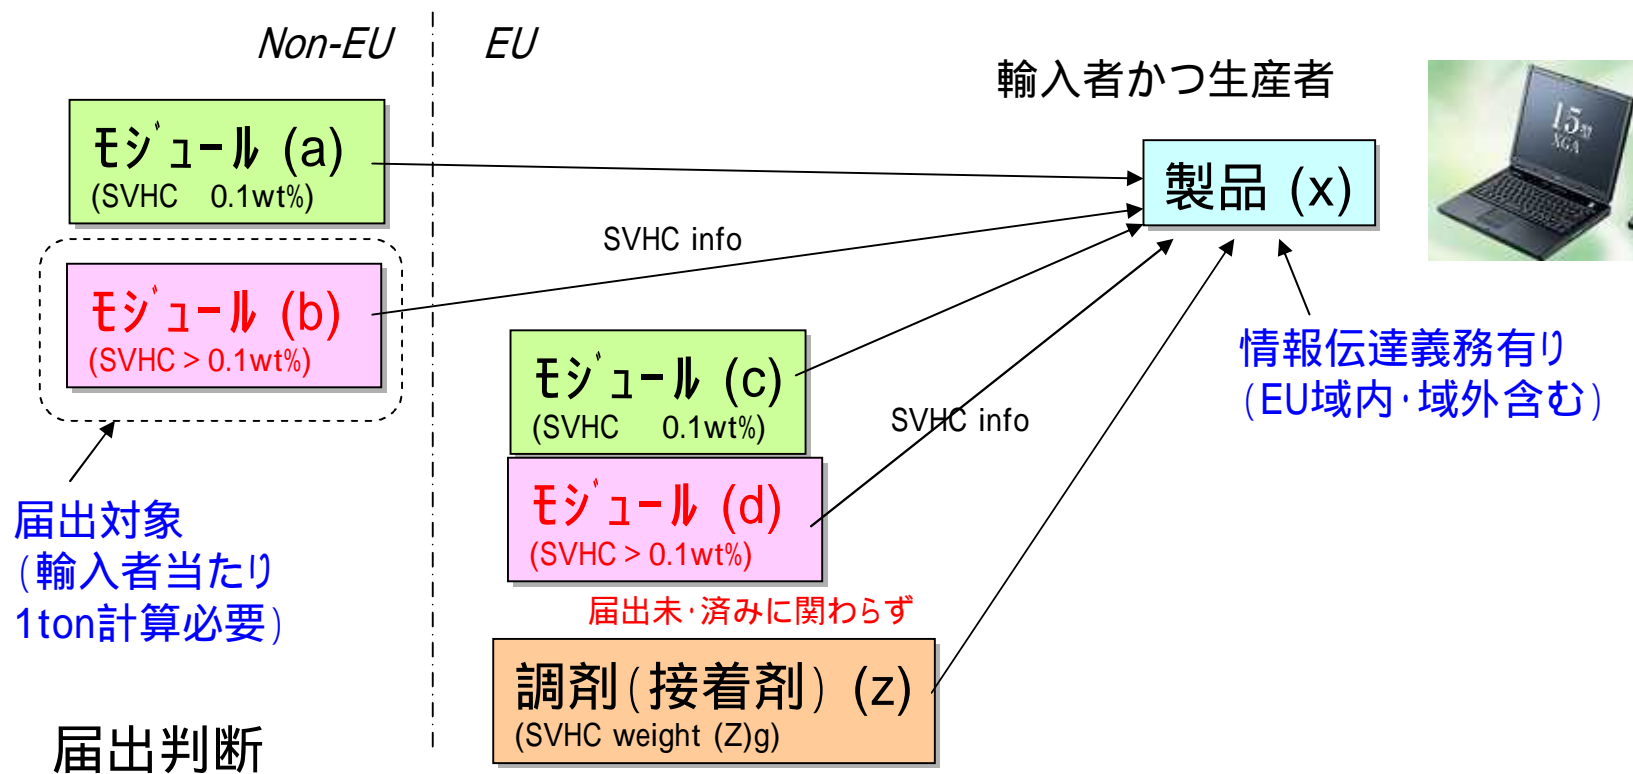 Non-EU
EU
輸入者かつ生産者
ﾓｼﾞｭｰﾙ (a)
(SVHC 0.1wt%)
15型
XGA
製品 (x)
SVHC info
ﾓｼﾞｭｰﾙ (b)
(SVHC > 0.1wt%)
情報伝達義務有り
(EU域内･域外含む)
ﾓｼﾞｭｰﾙ (c)
(SVHC 0.1wt%)
SVHC info
ﾓｼﾞｭｰﾙ (d)
(SVHC > 0.1wt%)
届出対象
(輸入者当たり
1ton計算必要)
届出未･済みに関わらず
調剤(接着剤) (z)
(SVHC weight (Z)g)
届出判断